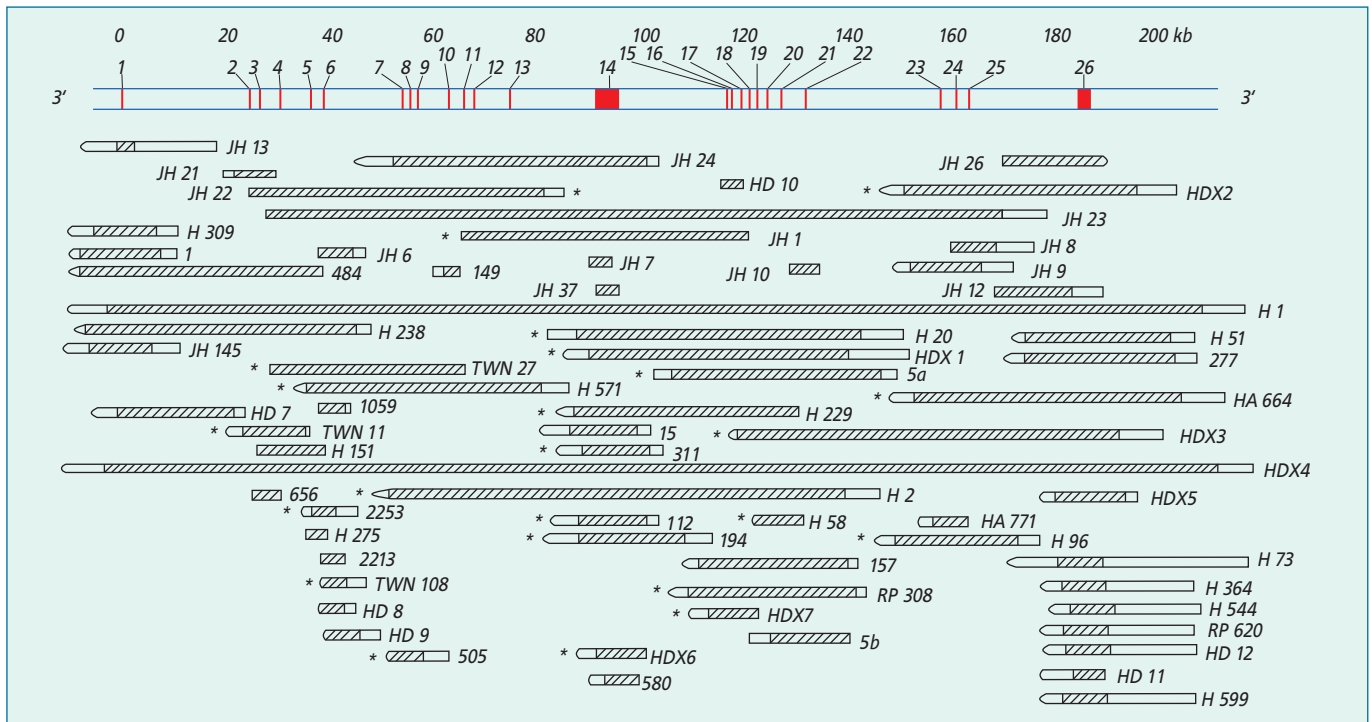 0 20 40 60 80 100 120 140 160 180 200 kb
1 2 3 4 5 6 7 8 9 10 11 12 13 14 15 16 17 18 19 20 21 22 23 24 25 26
3' 3'
JH 13 JH 24 JH 26
JH 21 HD 10
JH 22 * * HDX2
JH 23
H 309 * JH 1
1 JH 6 JH 7 JH 8
484 149 JH 10 JH 9
JH 37 JH 12
H 1
H 238 * H 20 H 51
JH 145 * HDX 1 277
* TWN 27 * 5a
* H 571 * HA 664
HD 7 1059 * H 229
* TWN 11 15 * HDX3
H 151 * 311
HDX4
656 * H 2 HDX5
* 2253 * 112 * H 58 HA 771
H 275 * 194 * H 96
2213 157 H 73
* TWN 108 * RP 308 H 364
HD 8 * HDX7 H 544
HD 9 5b RP 620
* 505 * HDX6 HD 12
580 HD 11
H 599